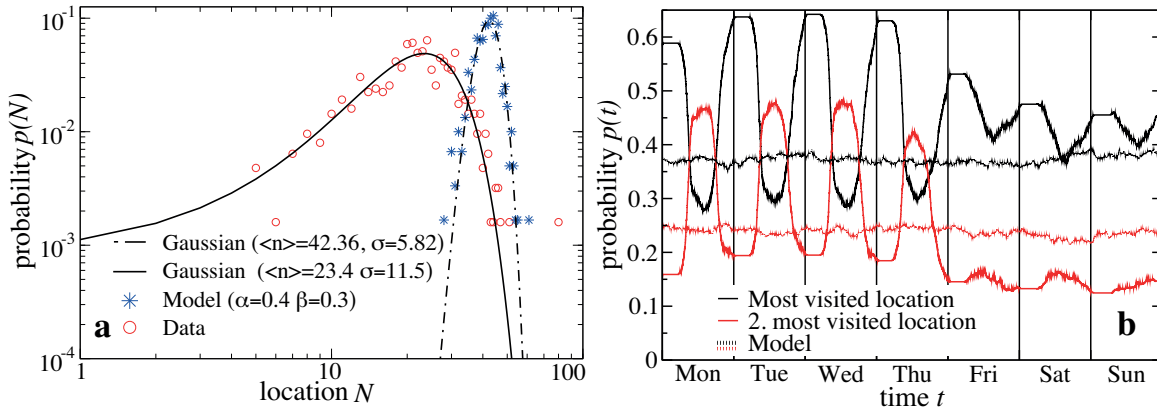 10^-1
10^-2
10^-3
10^-4
probability p(N)
Gaussian (<n>=42.36, σ=5.82)
Gaussian (<n>=23.4 σ=11.5)
Model (α=0.4 β=0.3)
Data
a
1 10 100
location N
0.6
0.5
0.4
0.3
0.2
0.1
0
probability p(t)
Most visited location
2. most visited location
Model
b
Mon Tue Wed Thu Fri Sat Sun
time t